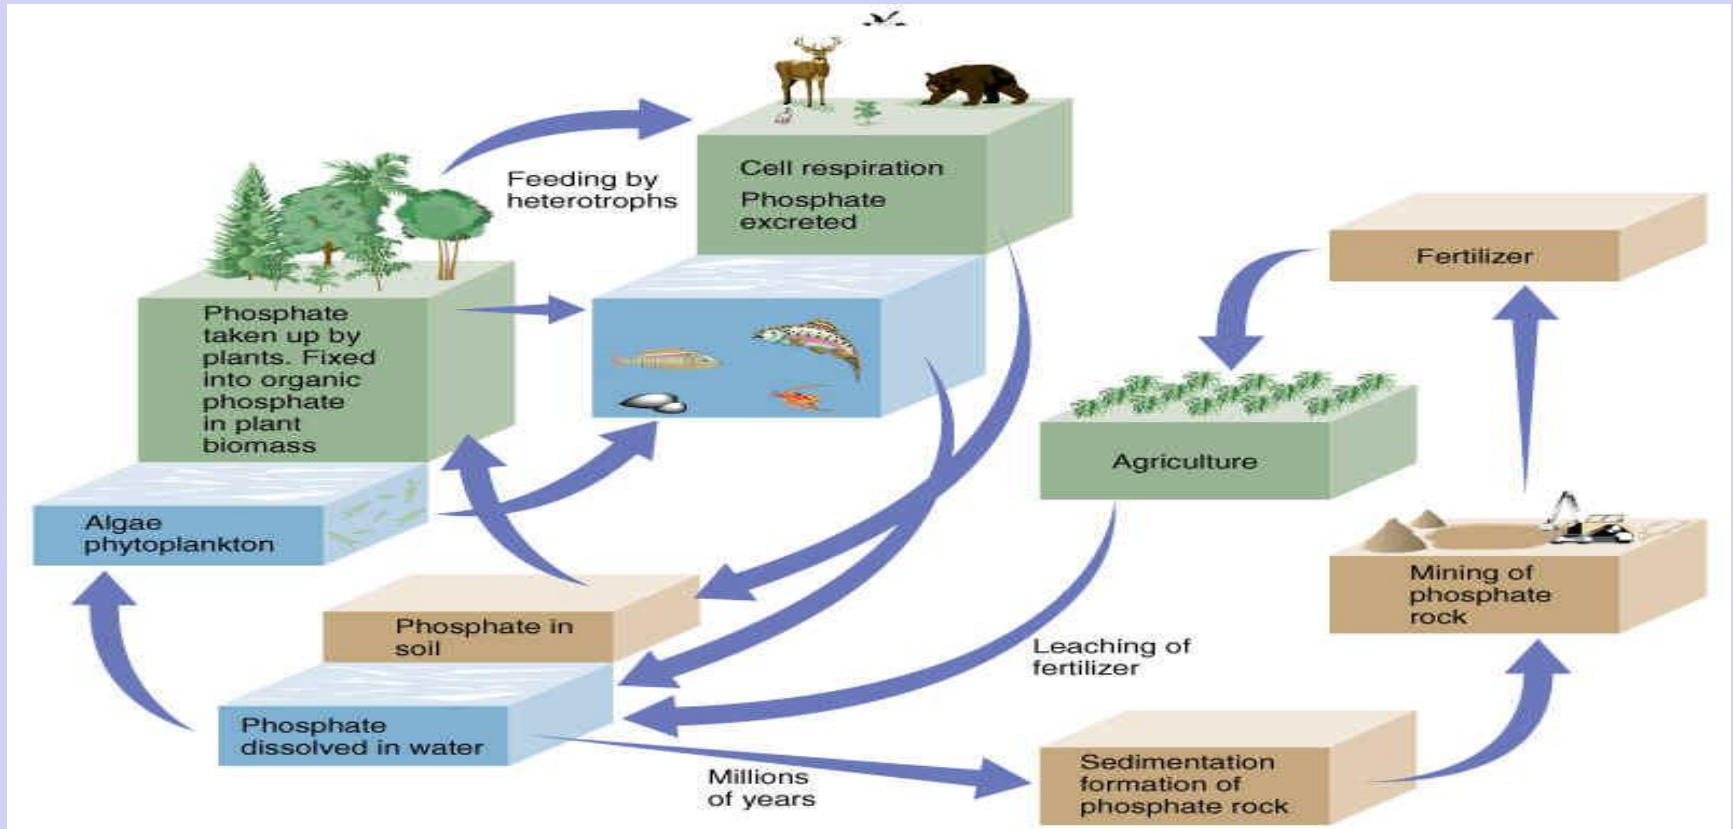 Feeding by
heterotrophs
Cell respiration
Phosphate
excreted
Fertilizer
Phosphate
taken up by
plants. Fixed
into organic
phosphate
in plant
biomass
Agriculture
Algae
phytoplankton
Mining of
phosphate
rock
Phosphate in
soil
Leaching of
fertilizer
Phosphate
dissolved in water
Millions
of years
Sedimentation
formation of
phosphate rock